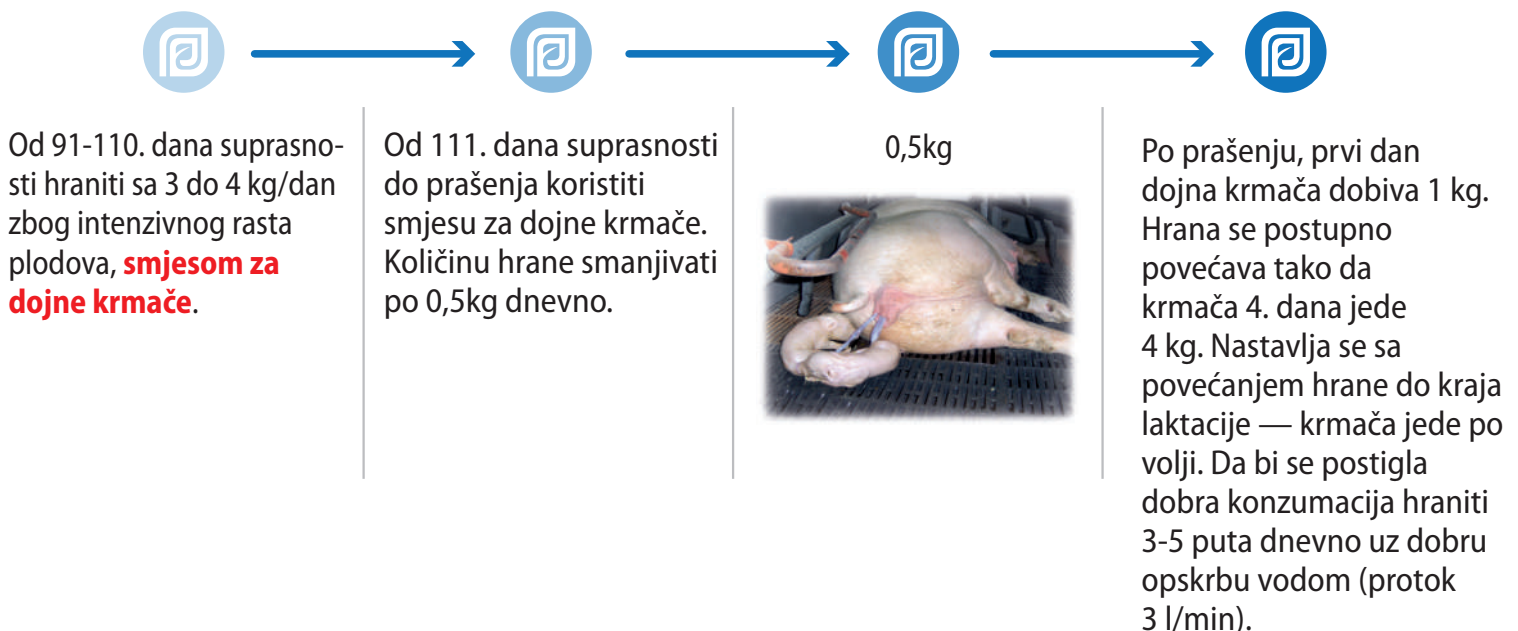 Od 91-110. dana suprasno-
sti hraniti sa 3 do 4 kg/dan
zbog intenzivnog rasta
plodova, smjesom za
dojne krmače.
Od 111. dana suprasnosti
do prašenja koristiti
smjesu za dojne krmače.
Količinu hrane smanjivati
po 0,5kg dnevno.
0,5kg
Po prašenju, prvi dan
dojna krmača dobiva 1 kg.
Hrana se postupno
povećava tako da
krmača 4. dana jede
4 kg. Nastavlja se sa
povećanjem hrane do kraja
laktacije — krmača jede po
volji. Da bi se postigla
dobra konzumacija hraniti
3-5 puta dnevno uz dobru
opskrbu vodom (protok
3 l/min).